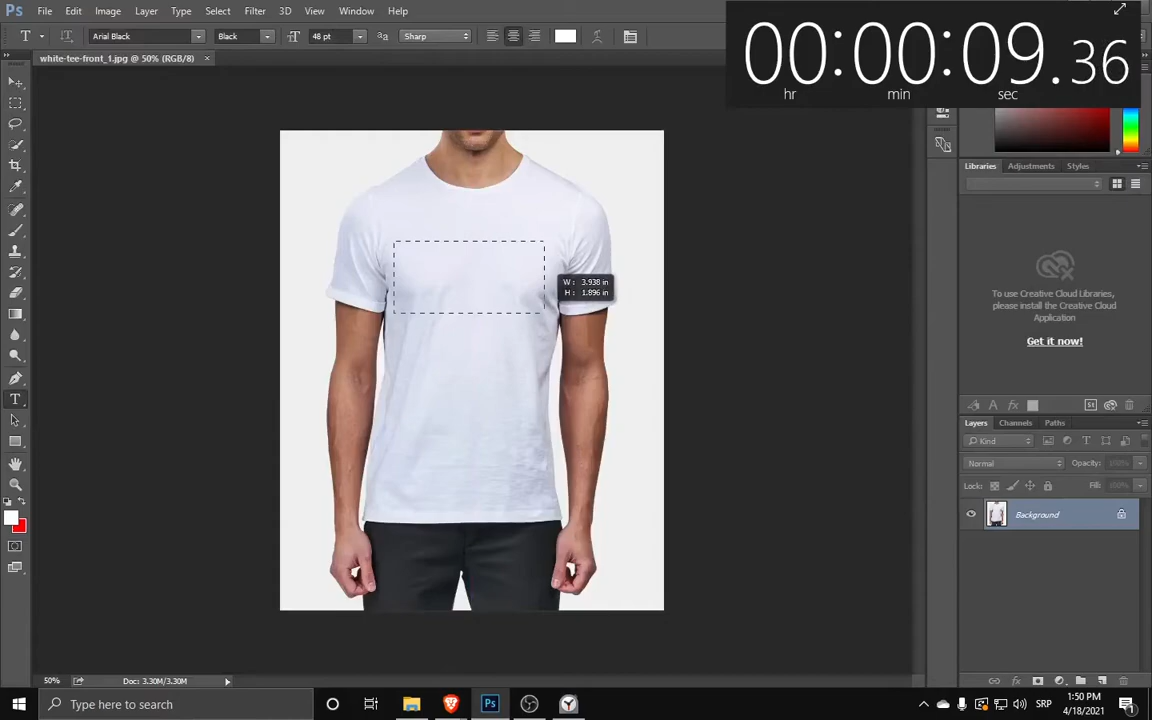 Ps File Edit Image Layer Type Select Filter 3D View Window Help
T Arial Black Black 48 pt Sharp
00:00:09.36
hr min sec
white-tee-front_1.jpg @ 50% (RGB/8) ×
Libraries Adjustments Styles
W: 3.938 in
H: 1.896 in
To use Creative Cloud Libraries,
please install the Creative Cloud
Application
Get it now!
Layers Channels Paths
Kind
Normal Opacity: 100%
Lock: Fill: 100%
Background
50% Doc: 3.30M/3.30M
Type here to search
SRP
1:50 PM
4/18/2021